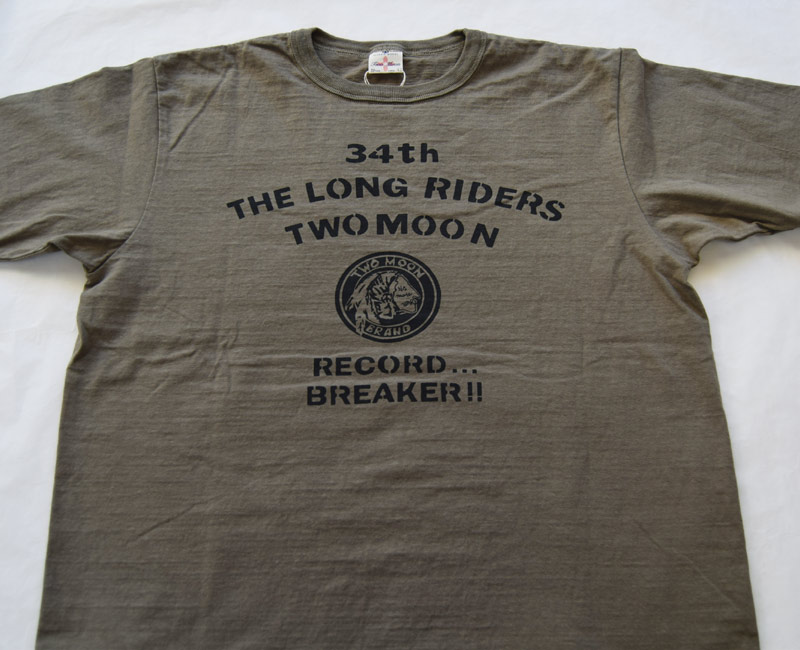 34th
THE LONG RIDERS
TWO MOON
TWO MOON
BRAND
RECORD...
BREAKER!!